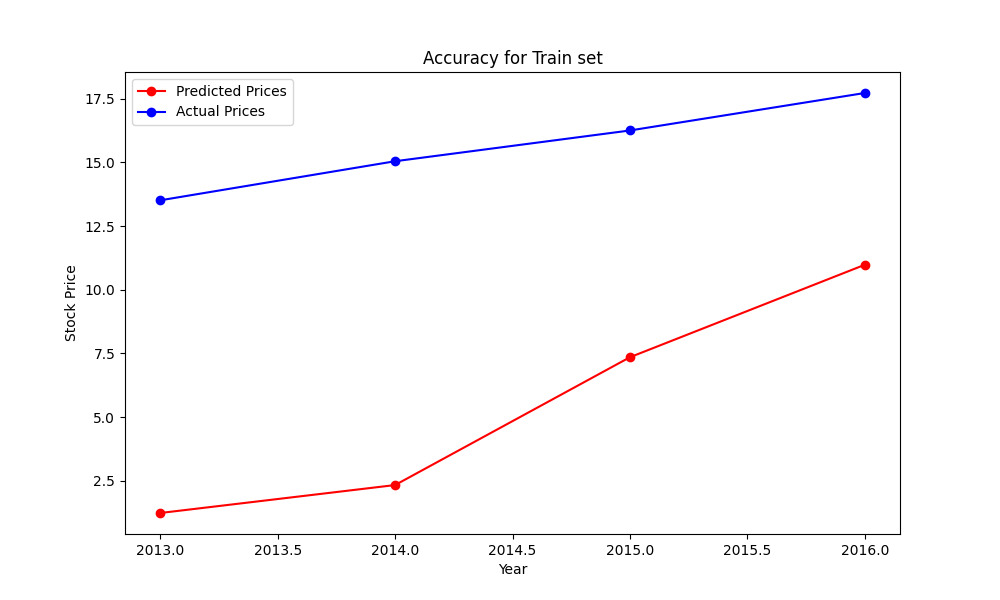 Accuracy for Train set
Predicted Prices
Actual Prices
17.5
15.0
12.5
10.0
7.5
5.0
2.5
Stock Price
2013.0 2013.5 2014.0 2014.5 2015.0 2015.5 2016.0
Year